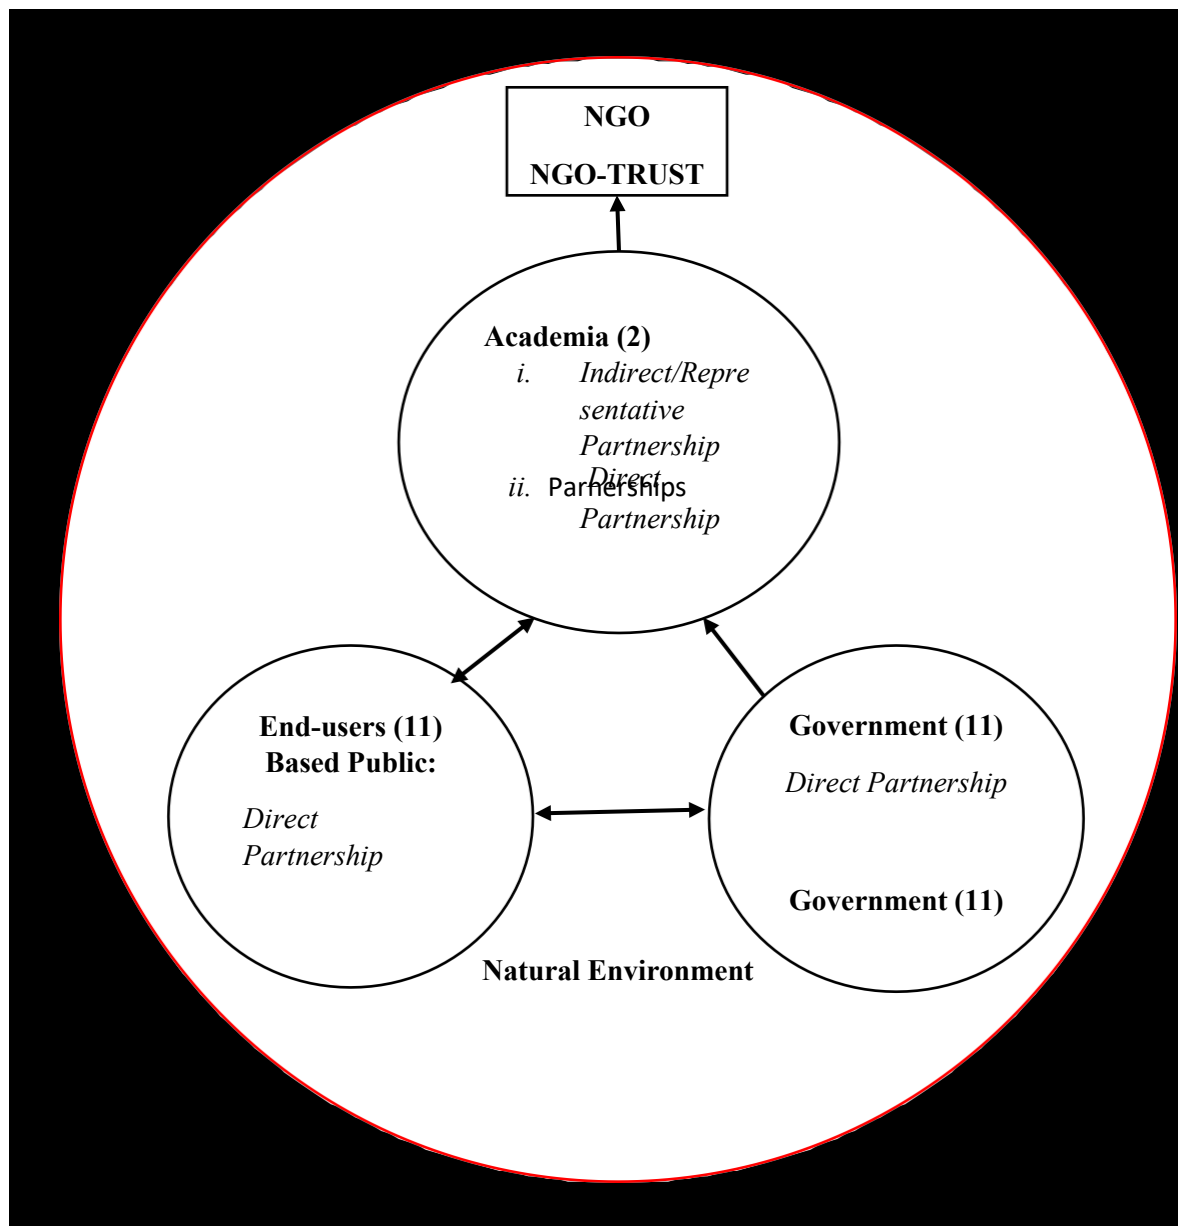 NGO
NGO-TRUST
Academia (2)
i. Indirect/Repre
sentative
Partnership
Direct
ii. Parnerships
Partnership
End-users (11)
Based Public:
Direct
Partnership
Government (11)
Direct Partnership
Government (11)
Natural Environment